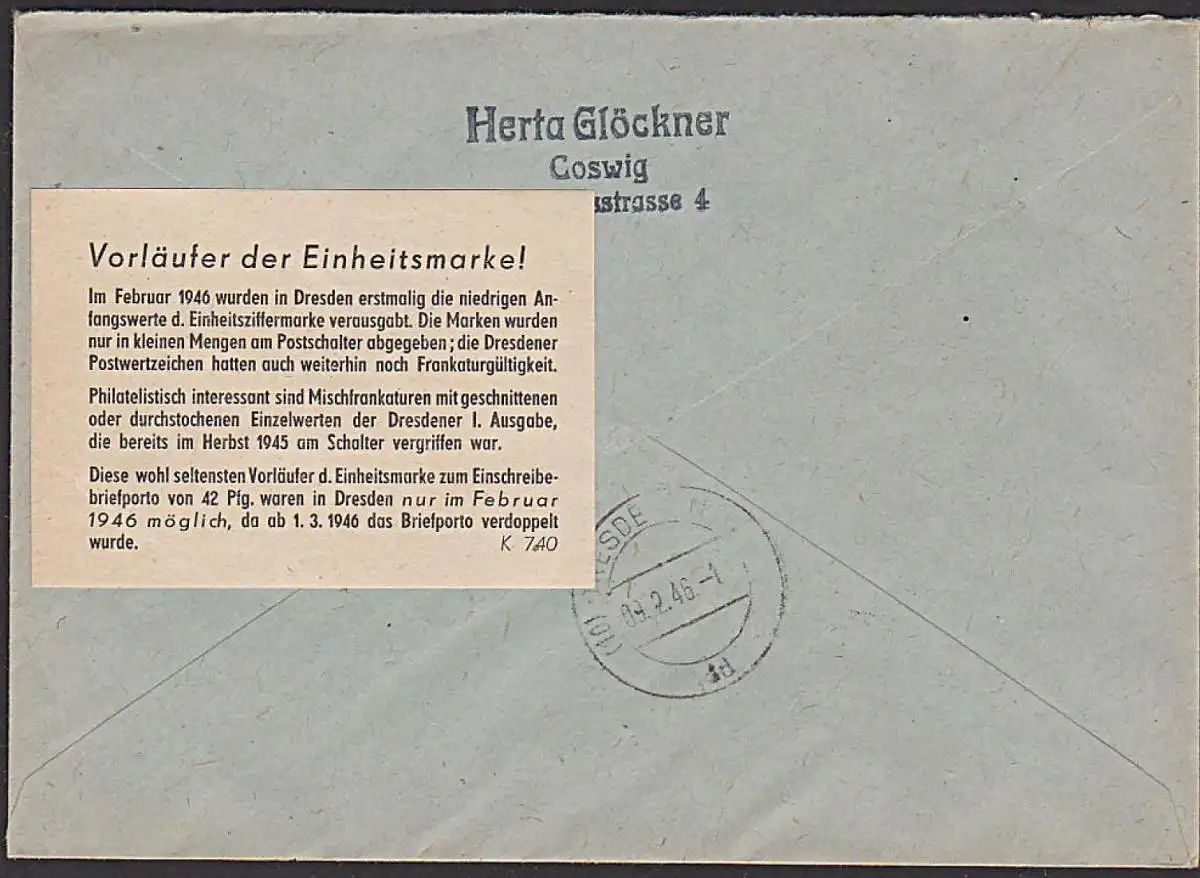 Herta Glöckner
Coswig
sstrasse 4
Vorläufer der Einheitsmarke!
Im Februar 1946 wurden in Dresden erstmalig die niedrigen An-
fangswerte d. Einheitsziffermarke verausgabt. Die Marken wurden
nur in kleinen Mengen am Postschalter abgegeben; die Dresdener
Postwertzeichen hatten auch weiterhin noch Frankaturgültigkeit.
Philatelistisch interessant sind Mischfrankaturen mit geschnittenen
oder durchstochenen Einzelwerten der Dresdener I. Ausgabe,
die bereits im Herbst 1945 am Schalter vergriffen war.
Diese wohl seltensten Vorläufer d. Einheitsmarke zum Einschreibe-
briefporto von 42 Pfg. waren in Dresden nur im Februar
1946 möglich, da ab 1. 3. 1946 das Briefporto verdoppelt
wurde. K 740
(10) DRESDEN
09.2.46.-1